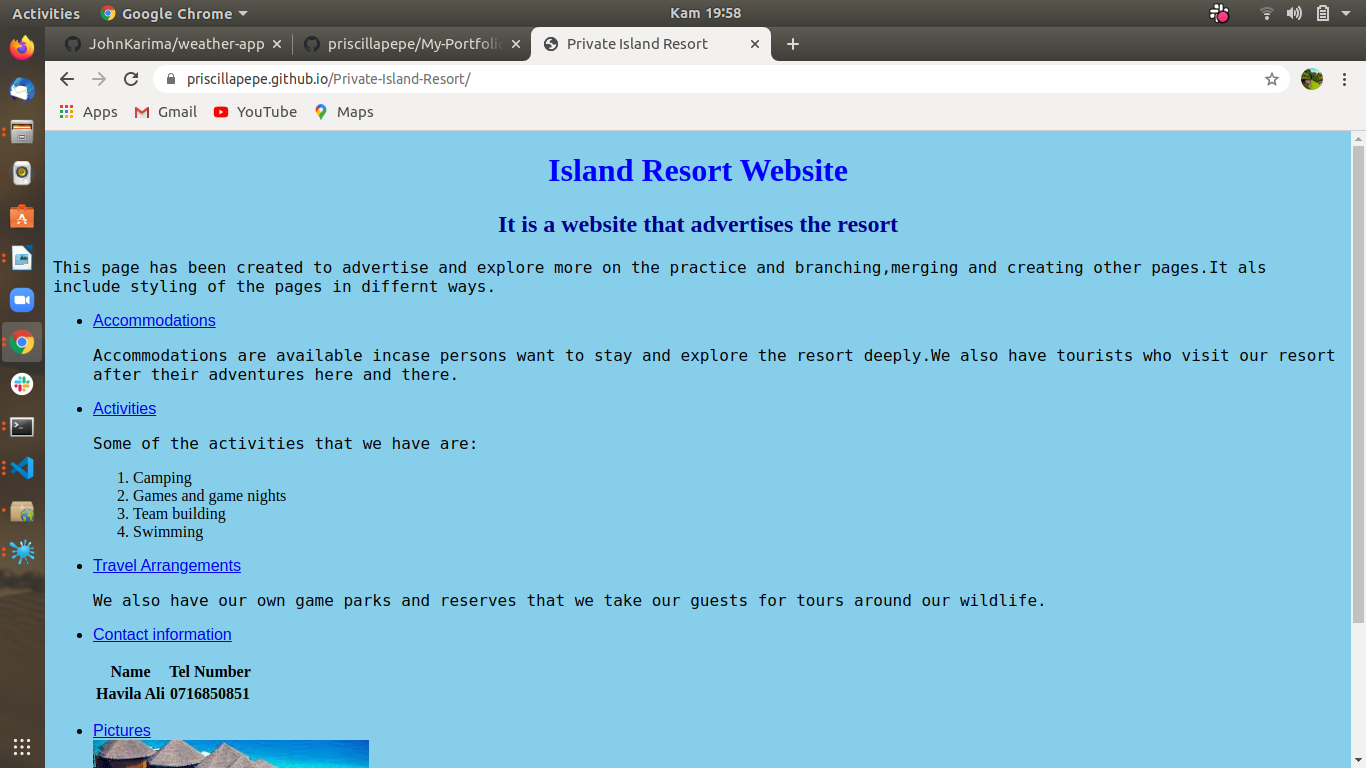 Activities
Google Chrome
Kam 19:58
JohnKarima/weather-app
priscillapepe/My-Portfolio
Private Island Resort
priscillapepe.github.io/Private-Island-Resort/
Apps
Gmail
YouTube
Maps
Island Resort Website
It is a website that advertises the resort
This page has been created to advertise and explore more on the practice and branching,merging and creating other pages.It als
include styling of the pages in differnt ways.
Accommodations
Accommodations are available incase persons want to stay and explore the resort deeply.We also have tourists who visit our resort
after their adventures here and there.
Activities
Some of the activities that we have are:
1. Camping
2. Games and game nights
3. Team building
4. Swimming
Travel Arrangements
We also have our own game parks and reserves that we take our guests for tours around our wildlife.
Contact information
Name Tel Number
Havila Ali 0716850851
Pictures